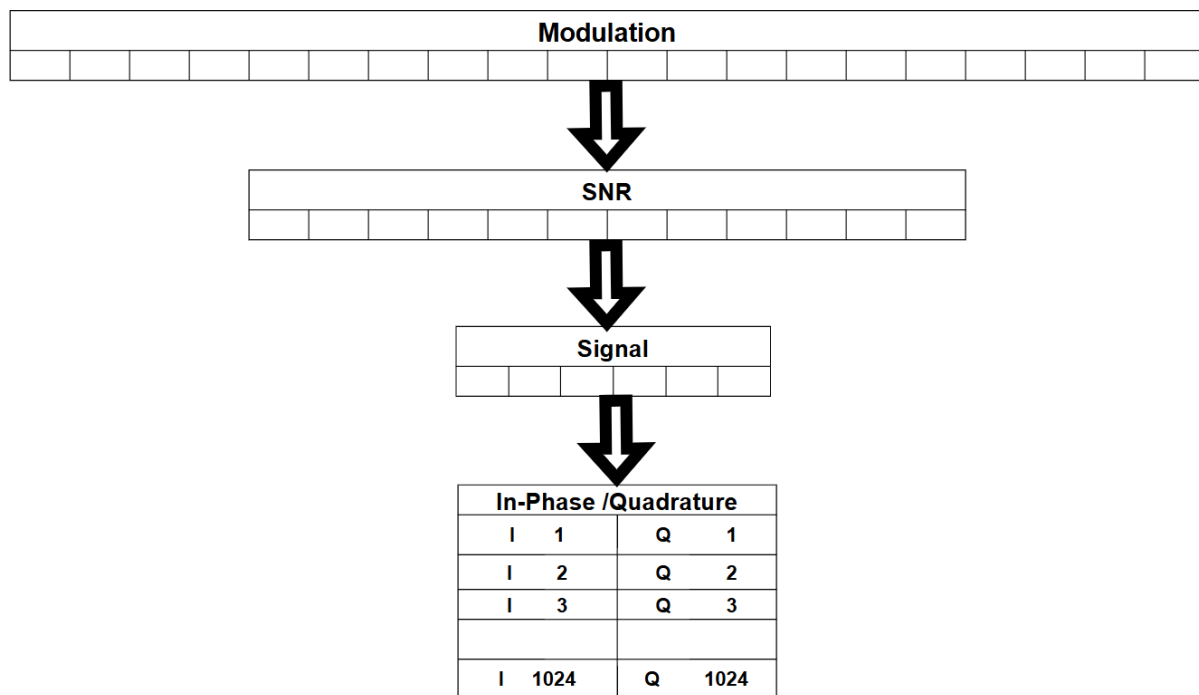 Modulation
SNR
Signal
In-Phase /Quadrature
I 1 Q 1
I 2 Q 2
I 3 Q 3
I 1024 Q 1024